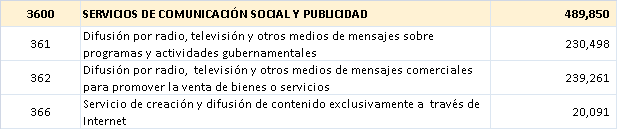 3600 SERVICIOS DE COMUNICACIÓN SOCIAL Y PUBLICIDAD 489,850
361 Difusión por radio, televisión y otros medios de mensajes sobre programas y actividades gubernamentales 230,498
362 Difusión por radio,  televisión y otros medios de mensajes comerciales para promover la venta de bienes o servicios 239,261
366 Servicio de creación y difusión de contenido exclusivamente a  través de Internet 20,091